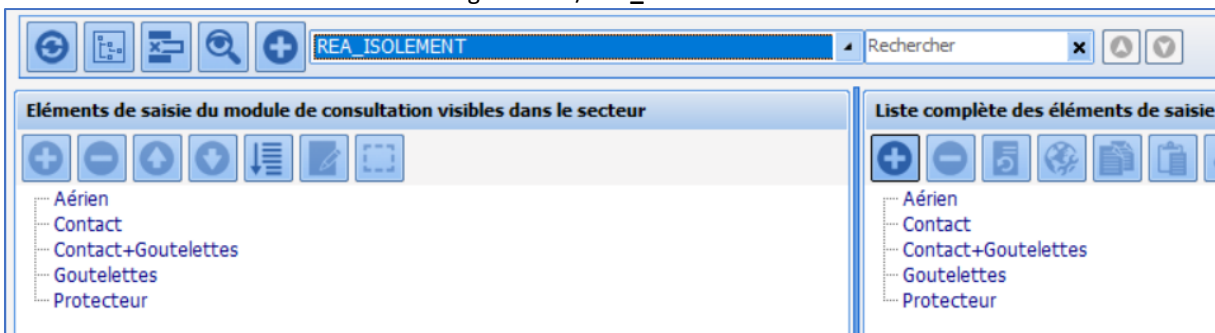 REA_ISOLEMENT
Rechercher
Eléments de saisie du module de consultation visibles dans le secteur
Aérien
Contact
Contact+Goutelettes
Goutelettes
Protecteur
Liste complète des éléments de saisie
Aérien
Contact
Contact+Goutelettes
Goutelettes
Protecteur